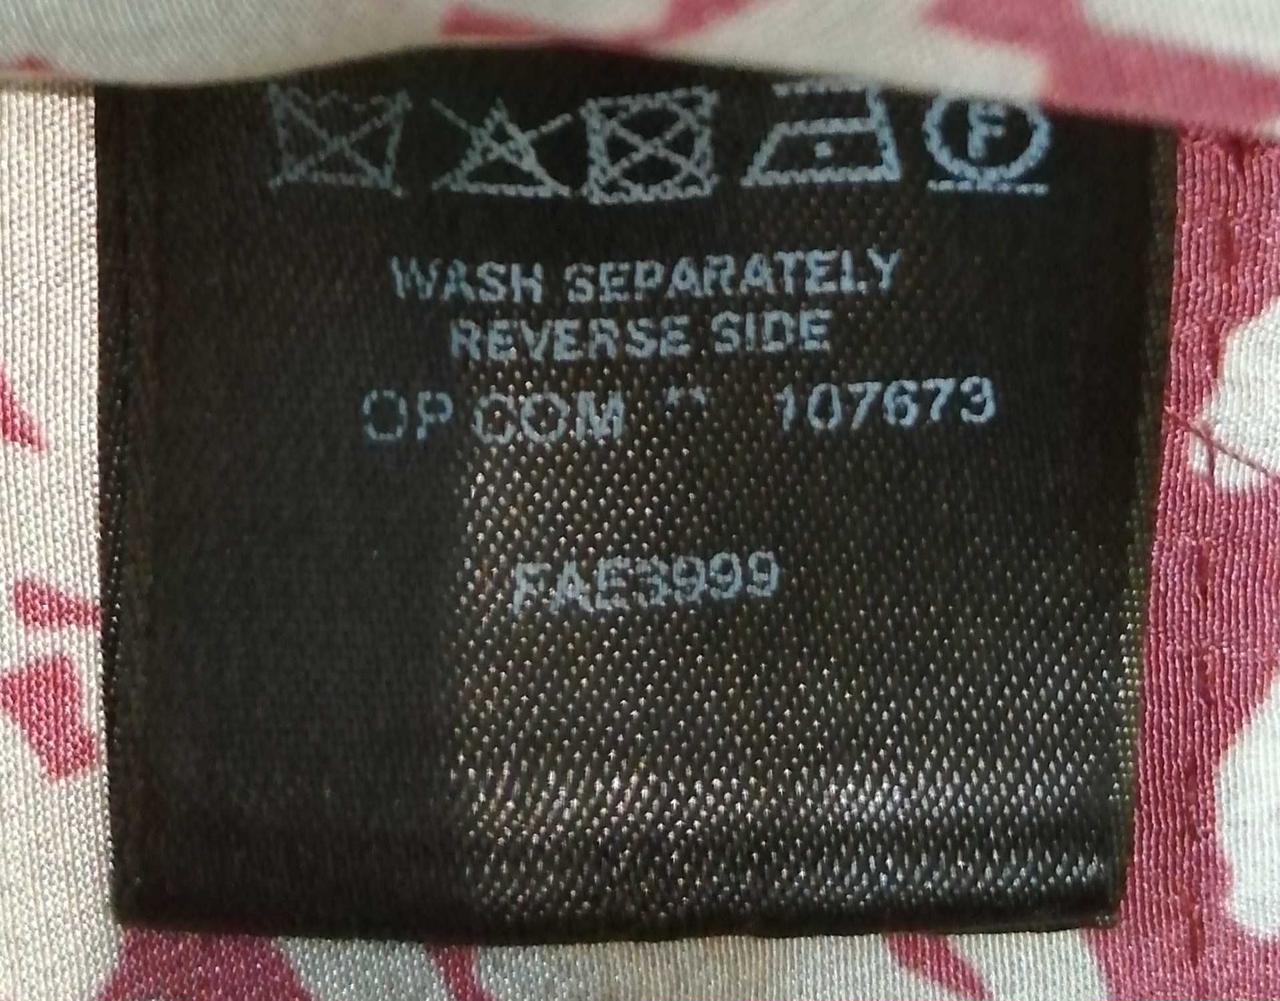 F
WASH SEPARATELY
REVERSE SIDE
OP COM " 107673
FAE3999